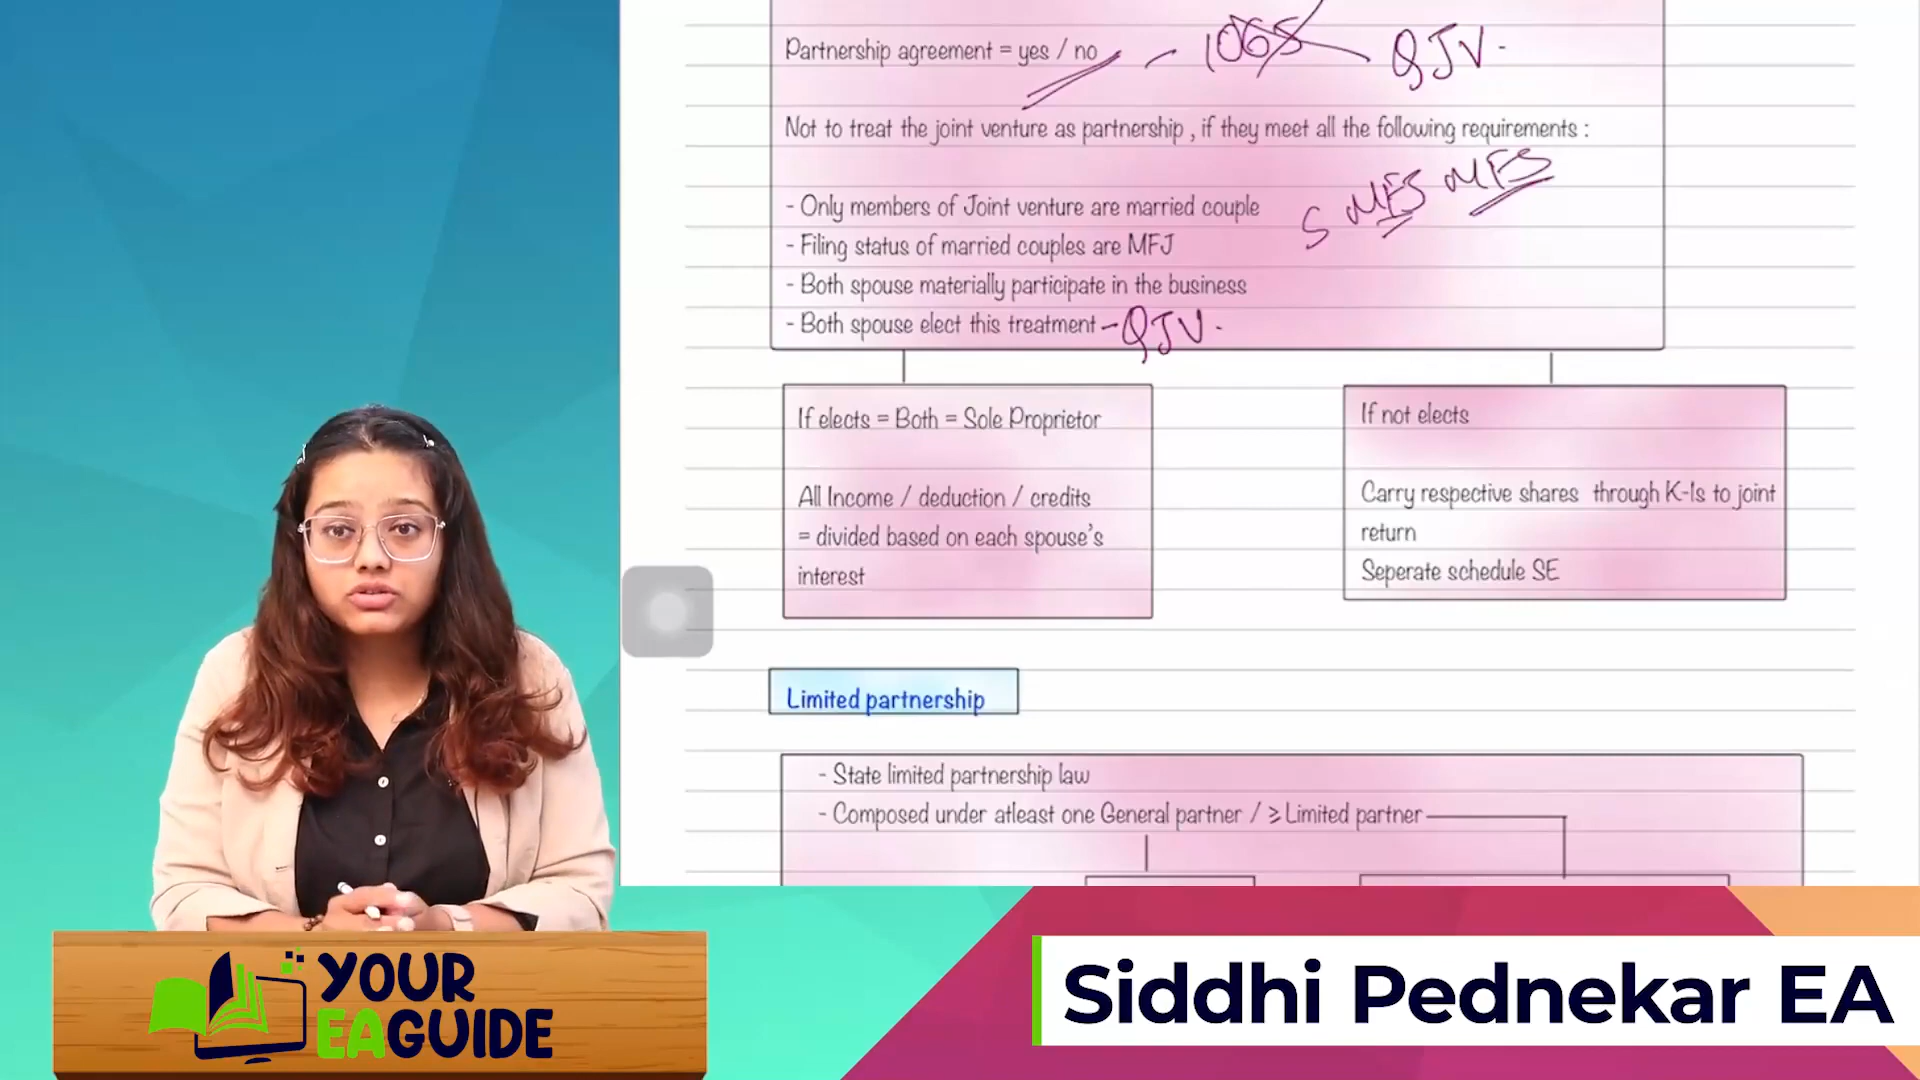 Partnership agreement = yes / no - 1065 QJV-
Not to treat the joint venture as partnership , if they meet all the following requirements :
- Only members of Joint venture are married couple S MFS MFS
- Filing status of married couples are MFJ
- Both spouse materially participate in the business
- Both spouse elect this treatment - QJV.
If elects = Both = Sole Proprietor
All Income / deduction / credits
= divided based on each spouse's
interest
If not elects
Carry respective shares through K-1s to joint
return
Seperate schedule SE
Limited partnership
- State limited partnership law
- Composed under atleast one General partner / ≥ Limited partner
YOUR
EAGUIDE
Siddhi Pednekar EA